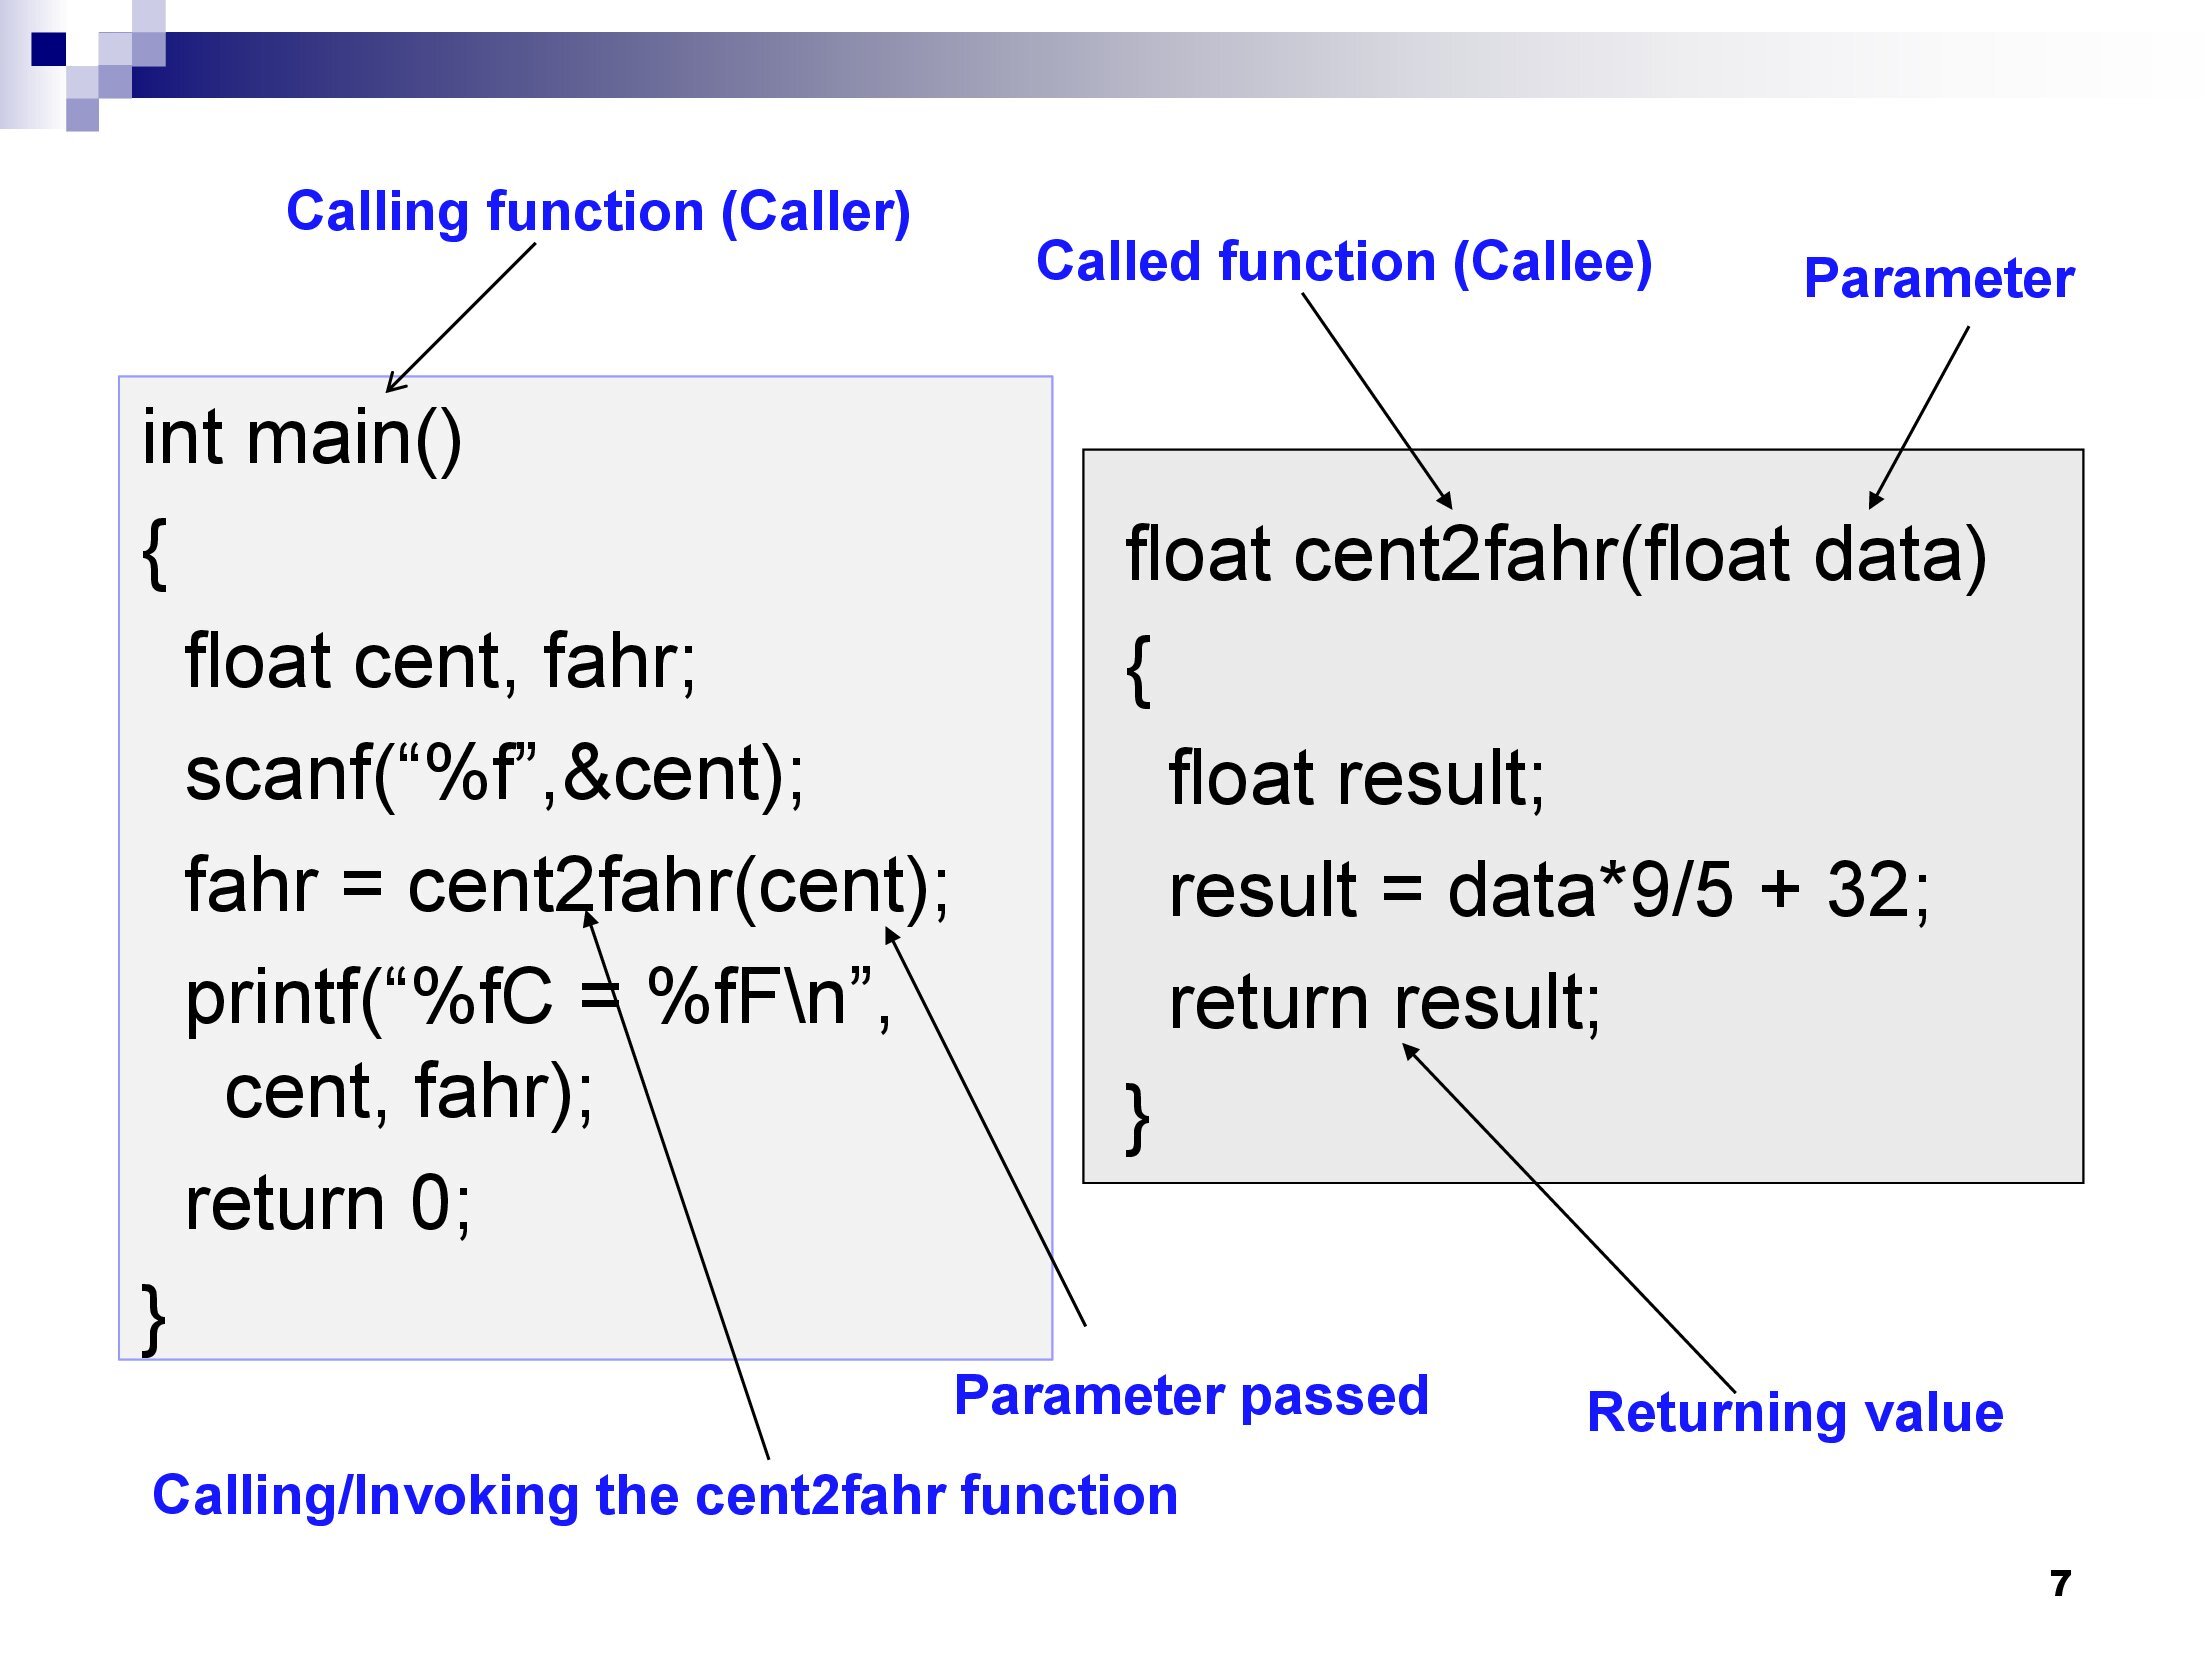 Calling function (Caller)
Called function (Callee)
Parameter
int main()
{
float cent, fahr;
scanf(“%f”,&cent);
fahr = cent2fahr(cent);
printf(“%fC = %fF\n”,
cent, fahr);
return 0;
}
float cent2fahr(float data)
{
float result;
result = data*9/5 + 32;
return result;
}
Parameter passed
Returning value
Calling/Invoking the cent2fahr function
7